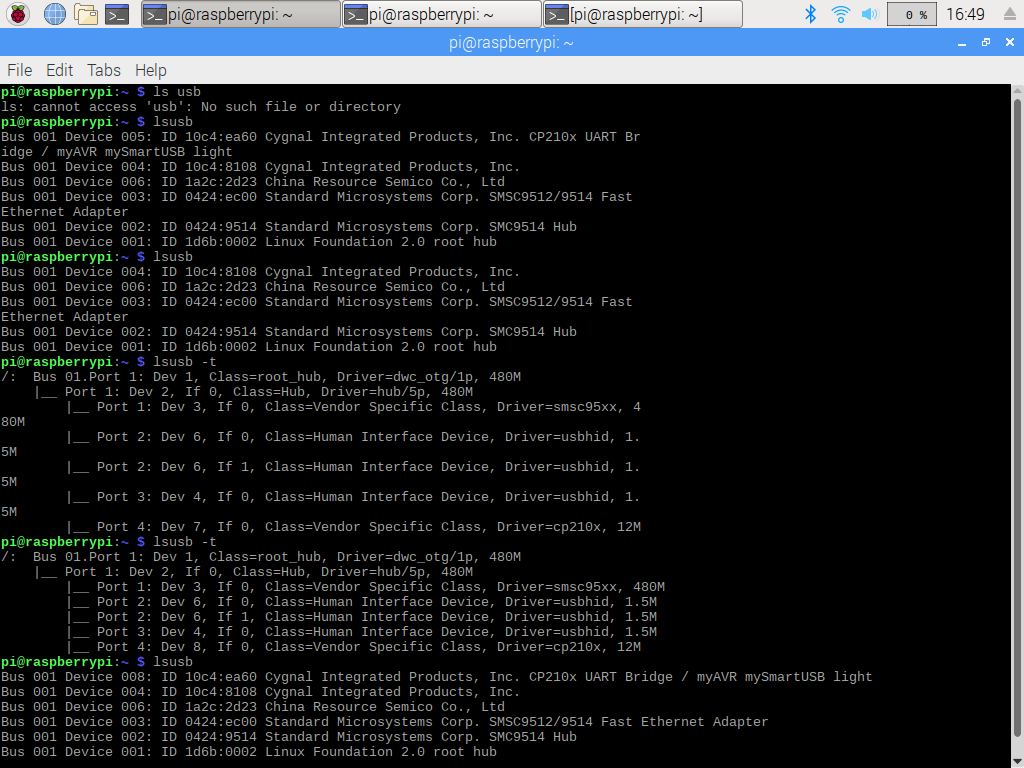 pi@raspberrypi: ~
pi@raspberrypi: ~
[pi@raspberrypi: ~]
0 %
16:49
pi@raspberrypi: ~
File Edit Tabs Help
pi@raspberrypi:~ $ ls usb
ls: cannot access 'usb': No such file or directory
pi@raspberrypi:~ $ lsusb
Bus 001 Device 005: ID 10c4:ea60 Cygnal Integrated Products, Inc. CP210x UART Br
idge / myAVR mySmartUSB light
Bus 001 Device 004: ID 10c4:8108 Cygnal Integrated Products, Inc.
Bus 001 Device 006: ID 1a2c:2d23 China Resource Semico Co., Ltd
Bus 001 Device 003: ID 0424:ec00 Standard Microsystems Corp. SMSC9512/9514 Fast
Ethernet Adapter
Bus 001 Device 002: ID 0424:9514 Standard Microsystems Corp. SMC9514 Hub
Bus 001 Device 001: ID 1d6b:0002 Linux Foundation 2.0 root hub
pi@raspberrypi:~ $ lsusb
Bus 001 Device 004: ID 10c4:8108 Cygnal Integrated Products, Inc.
Bus 001 Device 006: ID 1a2c:2d23 China Resource Semico Co., Ltd
Bus 001 Device 003: ID 0424:ec00 Standard Microsystems Corp. SMSC9512/9514 Fast
Ethernet Adapter
Bus 001 Device 002: ID 0424:9514 Standard Microsystems Corp. SMC9514 Hub
Bus 001 Device 001: ID 1d6b:0002 Linux Foundation 2.0 root hub
pi@raspberrypi:~ $ lsusb -t
/:  Bus 01.Port 1: Dev 1, Class=root_hub, Driver=dwc_otg/1p, 480M
    |__ Port 1: Dev 2, If 0, Class=Hub, Driver=hub/5p, 480M
        |__ Port 1: Dev 3, If 0, Class=Vendor Specific Class, Driver=smsc95xx, 4
80M
        |__ Port 2: Dev 6, If 0, Class=Human Interface Device, Driver=usbhid, 1.
5M
        |__ Port 2: Dev 6, If 1, Class=Human Interface Device, Driver=usbhid, 1.
5M
        |__ Port 3: Dev 4, If 0, Class=Human Interface Device, Driver=usbhid, 1.
5M
        |__ Port 4: Dev 7, If 0, Class=Vendor Specific Class, Driver=cp210x, 12M
pi@raspberrypi:~ $ lsusb -t
/:  Bus 01.Port 1: Dev 1, Class=root_hub, Driver=dwc_otg/1p, 480M
    |__ Port 1: Dev 2, If 0, Class=Hub, Driver=hub/5p, 480M
        |__ Port 1: Dev 3, If 0, Class=Vendor Specific Class, Driver=smsc95xx, 480M
        |__ Port 2: Dev 6, If 0, Class=Human Interface Device, Driver=usbhid, 1.5M
        |__ Port 2: Dev 6, If 1, Class=Human Interface Device, Driver=usbhid, 1.5M
        |__ Port 3: Dev 4, If 0, Class=Human Interface Device, Driver=usbhid, 1.5M
        |__ Port 4: Dev 8, If 0, Class=Vendor Specific Class, Driver=cp210x, 12M
pi@raspberrypi:~ $ lsusb
Bus 001 Device 008: ID 10c4:ea60 Cygnal Integrated Products, Inc. CP210x UART Bridge / myAVR mySmartUSB light
Bus 001 Device 004: ID 10c4:8108 Cygnal Integrated Products, Inc.
Bus 001 Device 006: ID 1a2c:2d23 China Resource Semico Co., Ltd
Bus 001 Device 003: ID 0424:ec00 Standard Microsystems Corp. SMSC9512/9514 Fast Ethernet Adapter
Bus 001 Device 002: ID 0424:9514 Standard Microsystems Corp. SMC9514 Hub
Bus 001 Device 001: ID 1d6b:0002 Linux Foundation 2.0 root hub